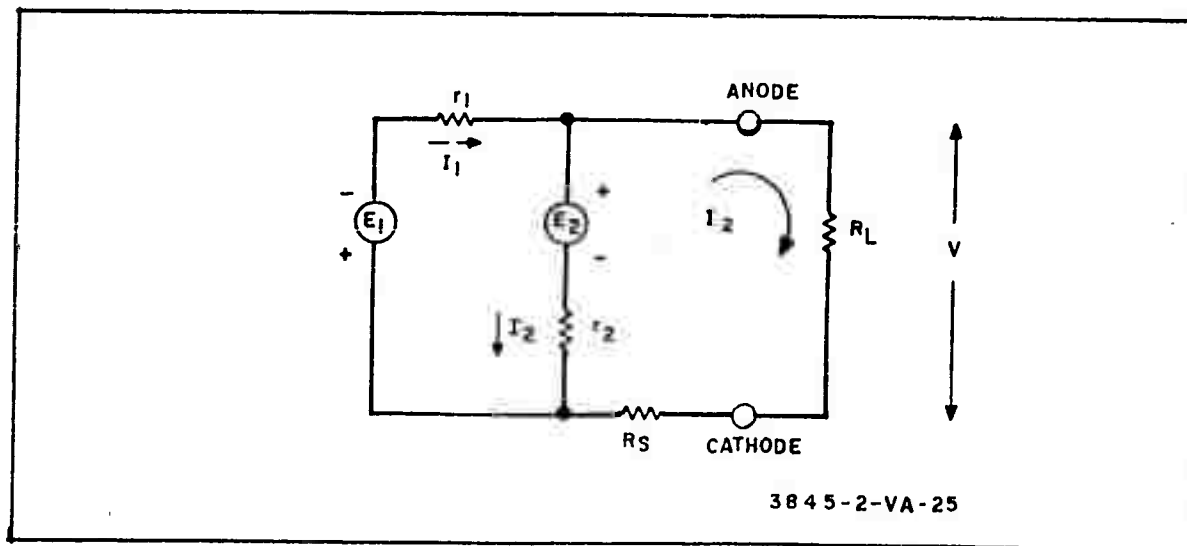 ANODE
r1
I1
-
+
E1
+
E2
-
I2
RL
V
I2
r2
RS
CATHODE
3845-2-VA-25